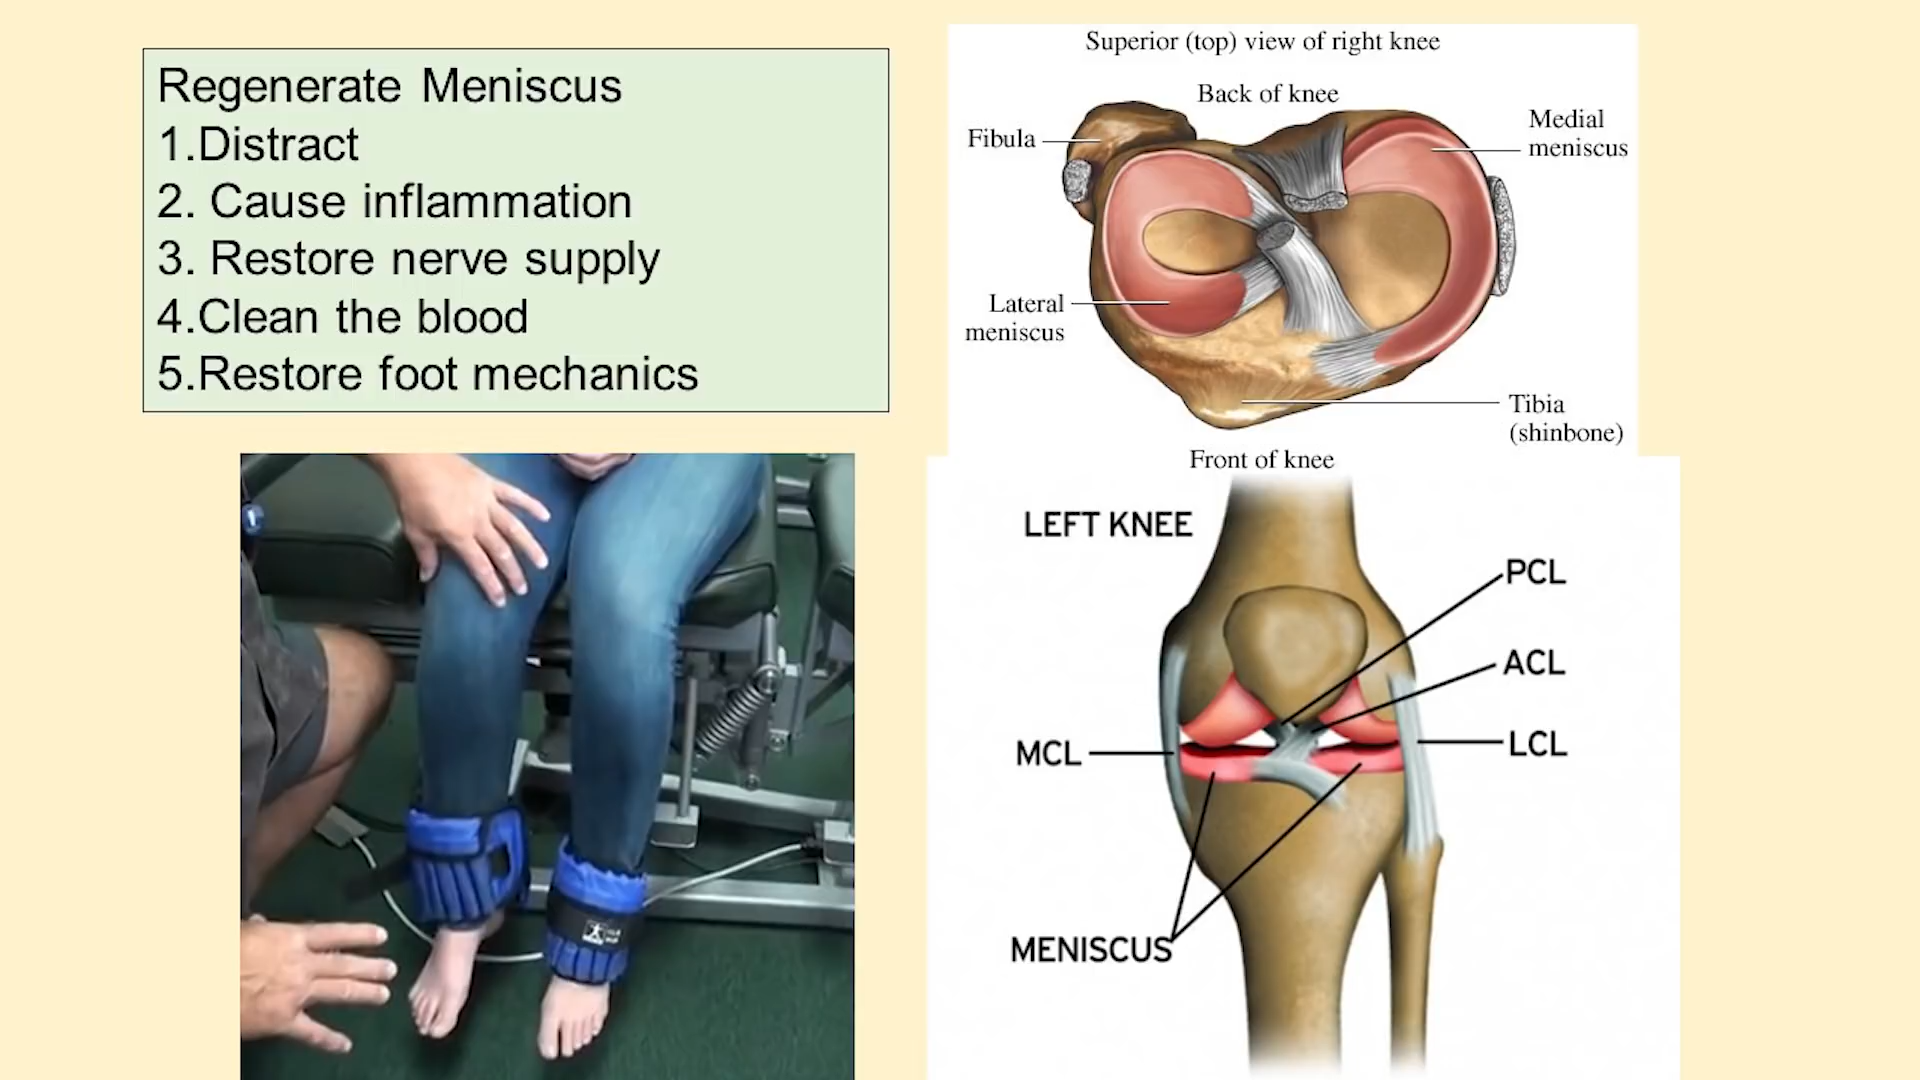 Regenerate Meniscus
1.Distract
2. Cause inflammation
3. Restore nerve supply
4.Clean the blood
5.Restore foot mechanics
Superior (top) view of right knee
Back of knee
Fibula
Medial
meniscus
Lateral
meniscus
Tibia
(shinbone)
Front of knee
LEFT KNEE
PCL
ACL
MCL
LCL
MENISCUS